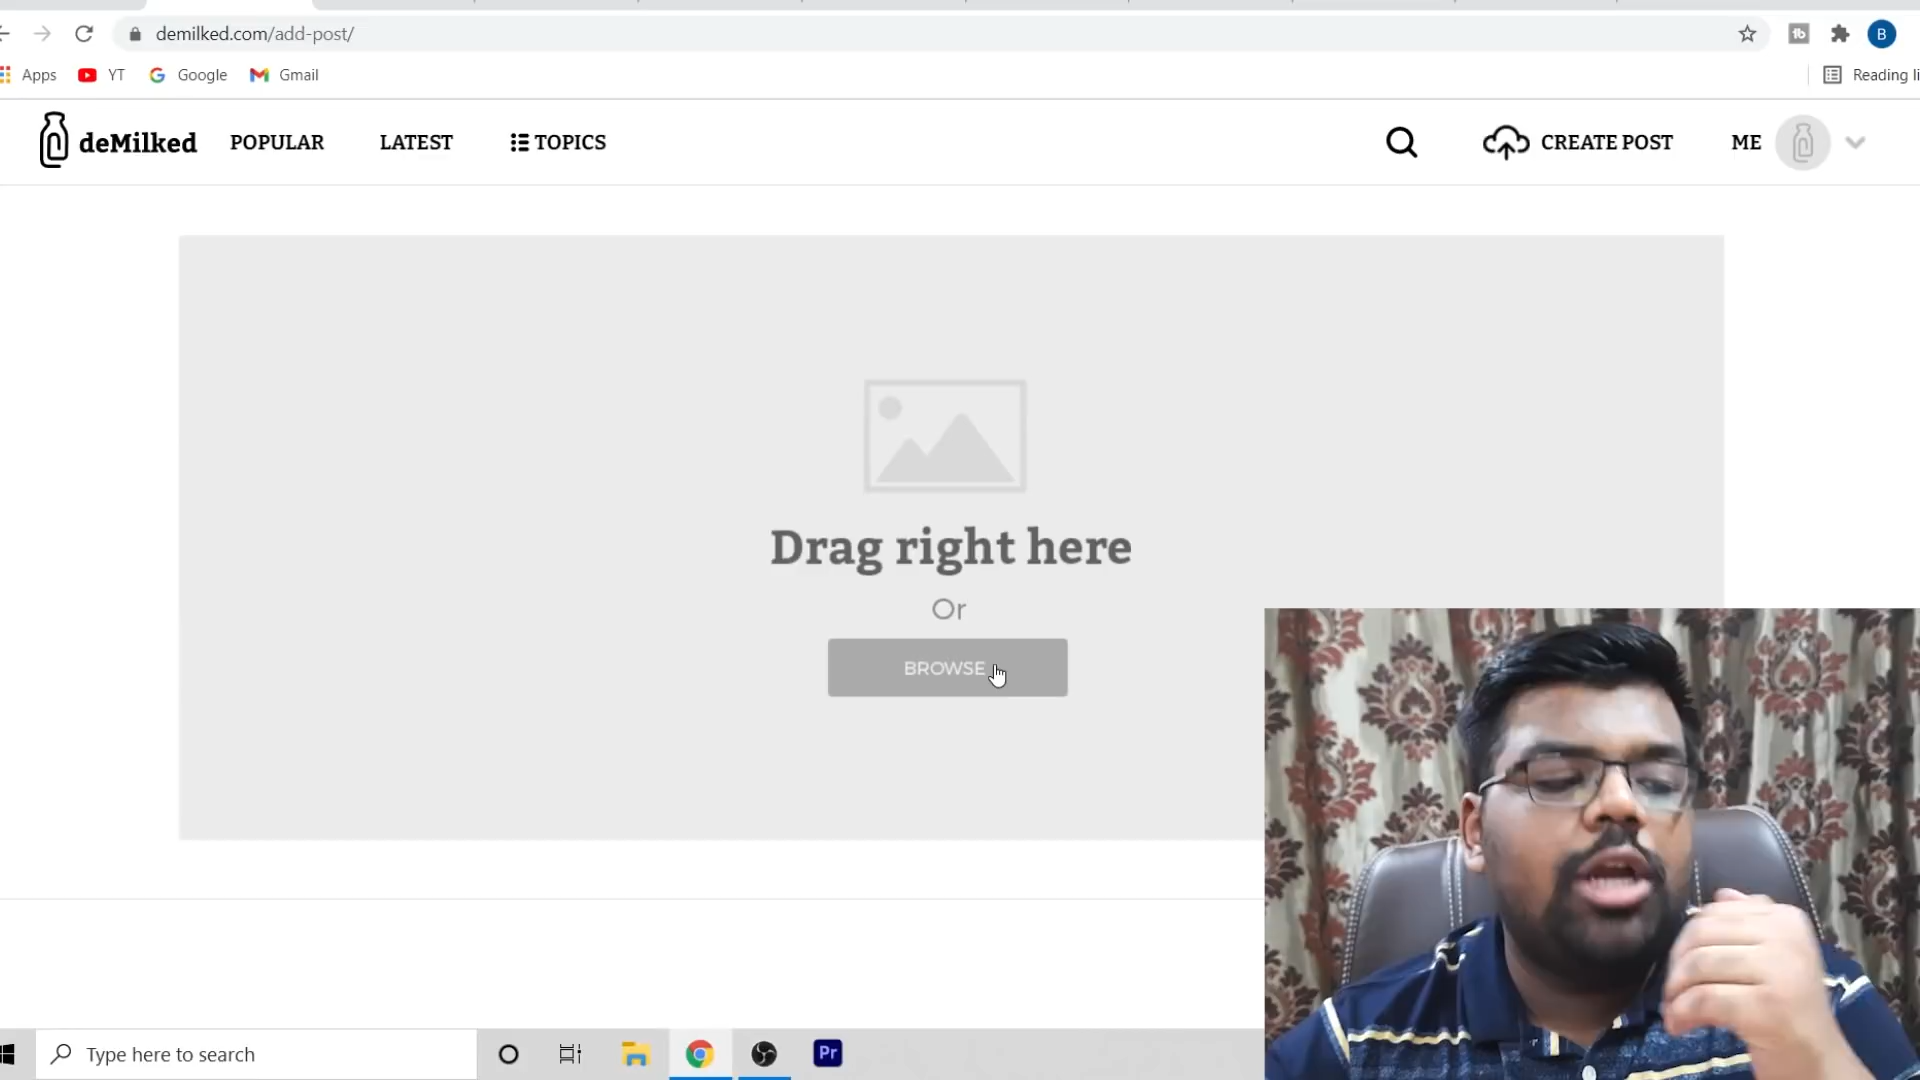 demilked.com/add-post/
B
Apps
YT
Google
Gmail
Reading li
deMilked
POPULAR
LATEST
TOPICS
CREATE POST
ME
Drag right here
Or
BROWSE
Type here to search
Pr